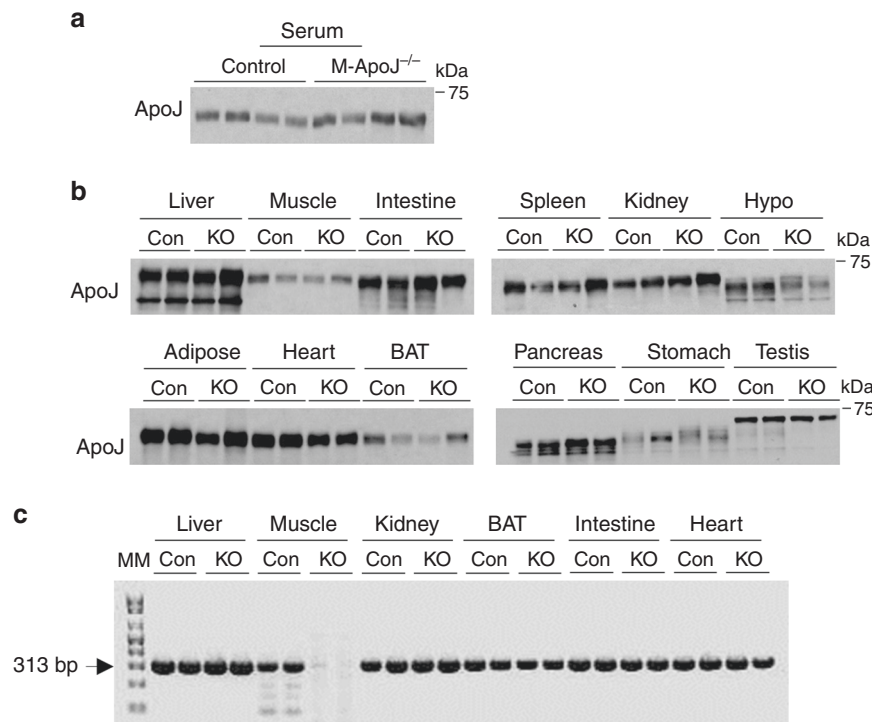 a
Serum
Control M-ApoJ⁻/⁻ kDa
ApoJ -75
b
Liver Muscle Intestine Spleen Kidney Hypo
Con KO Con KO Con KO Con KO Con KO Con KO kDa
-75
ApoJ
Adipose Heart BAT Pancreas Stomach Testis
Con KO Con KO Con KO Con KO Con KO Con KO kDa
-75
ApoJ
c
Liver Muscle Kidney BAT Intestine Heart
MM Con KO Con KO Con KO Con KO Con KO Con KO
313 bp